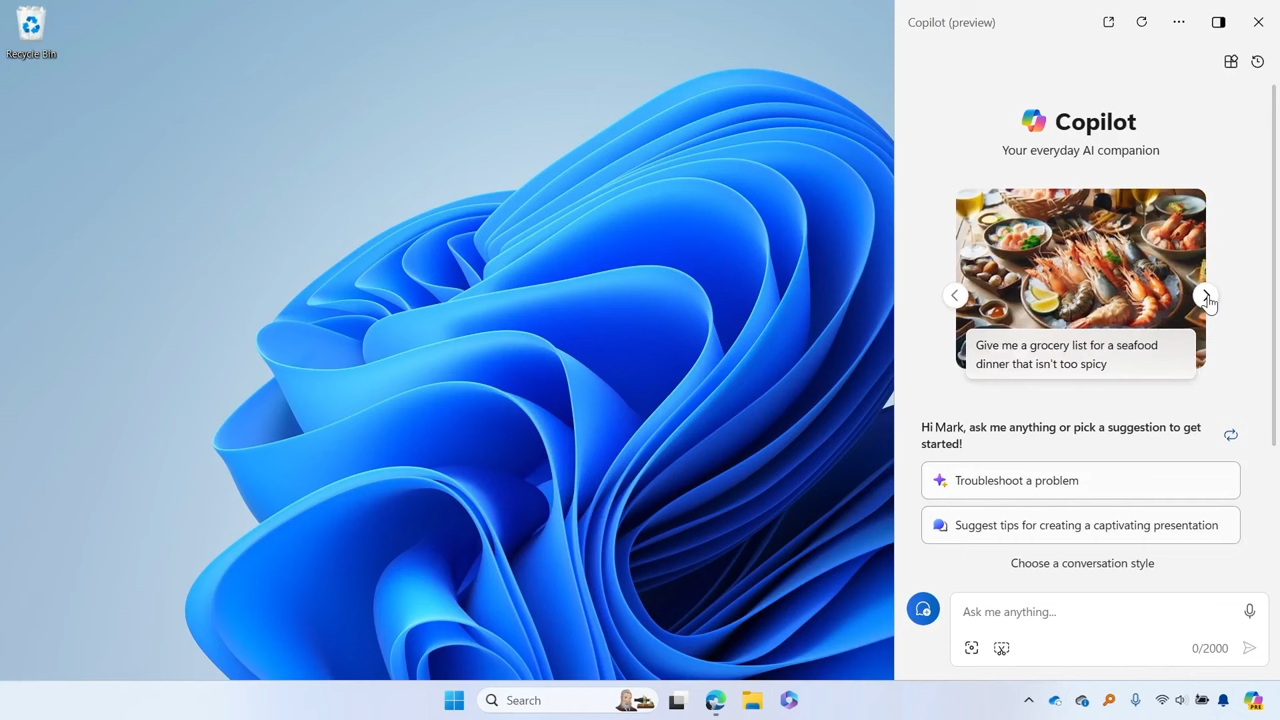 Recycle Bin
Copilot (preview)
Copilot
Your everyday AI companion
Give me a grocery list for a seafood
dinner that isn't too spicy
Hi Mark, ask me anything or pick a suggestion to get
started!
Troubleshoot a problem
Suggest tips for creating a captivating presentation
Choose a conversation style
Ask me anything...
0/2000
Search
PRE